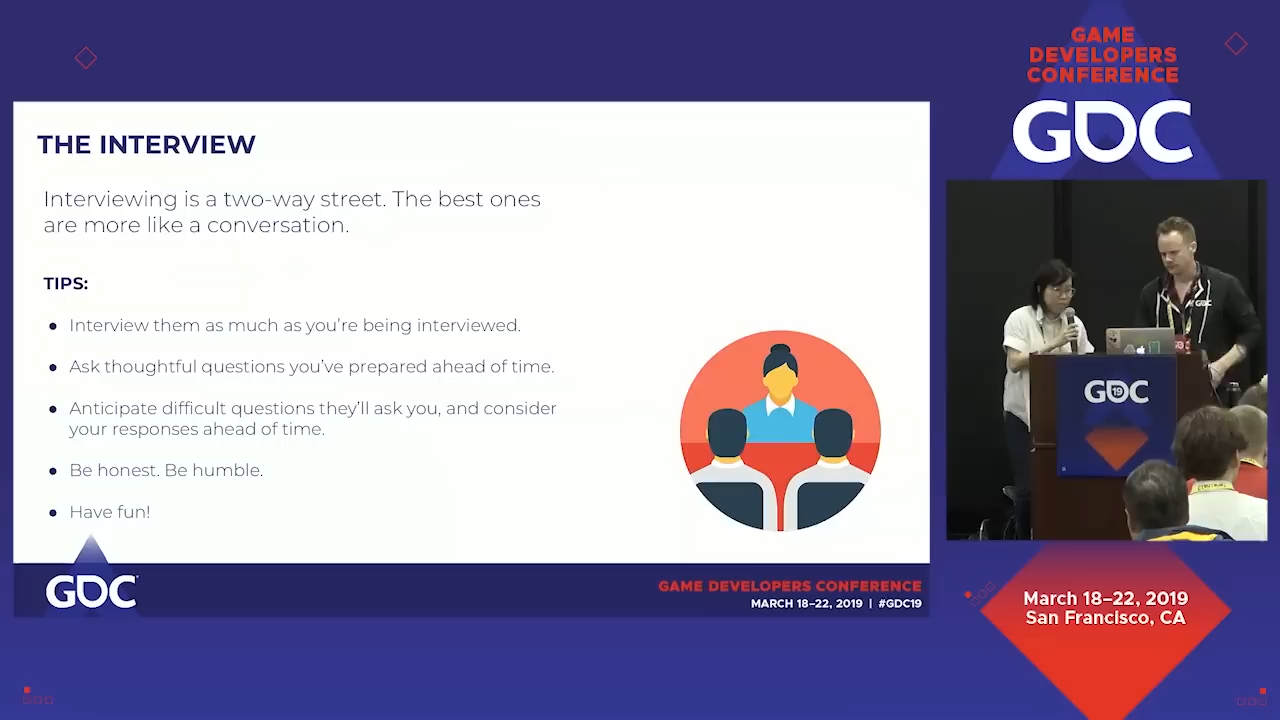 GAME
DEVELOPERS
CONFERENCE
GDC
THE INTERVIEW
Interviewing is a two-way street. The best ones
are more like a conversation.
TIPS:
• Interview them as much as you're being interviewed.
• Ask thoughtful questions you've prepared ahead of time.
• Anticipate difficult questions they'll ask you, and consider
your responses ahead of time.
• Be honest. Be humble.
• Have fun!
GDC
GAME DEVELOPERS CONFERENCE
MARCH 18–22, 2019 | #GDC19
GDC
GDC
19
March 18–22, 2019
San Francisco, CA